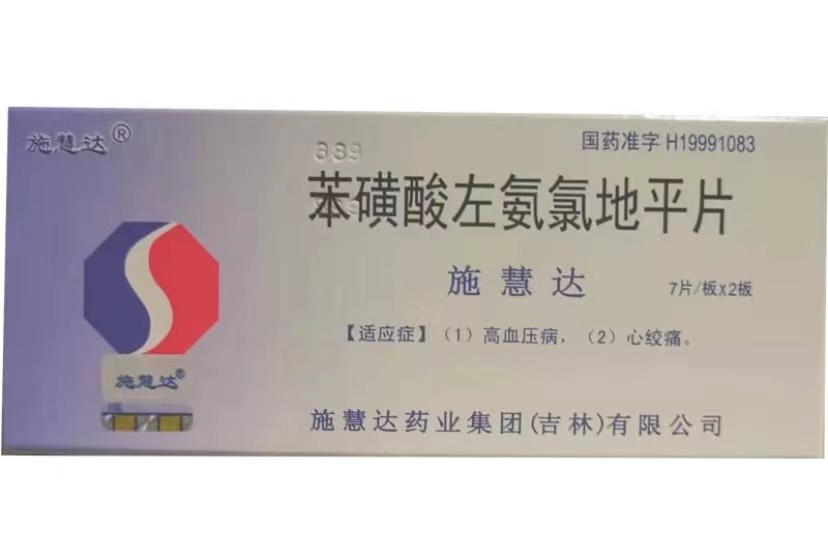 施慧达®
国药准字 H19991083
苯磺酸左氨氯地平片
施慧达
7片/板X2板
【适应症】（1）高血压病，（2）心绞痛。
施慧达®
施慧达药业集团(吉林)有限公司